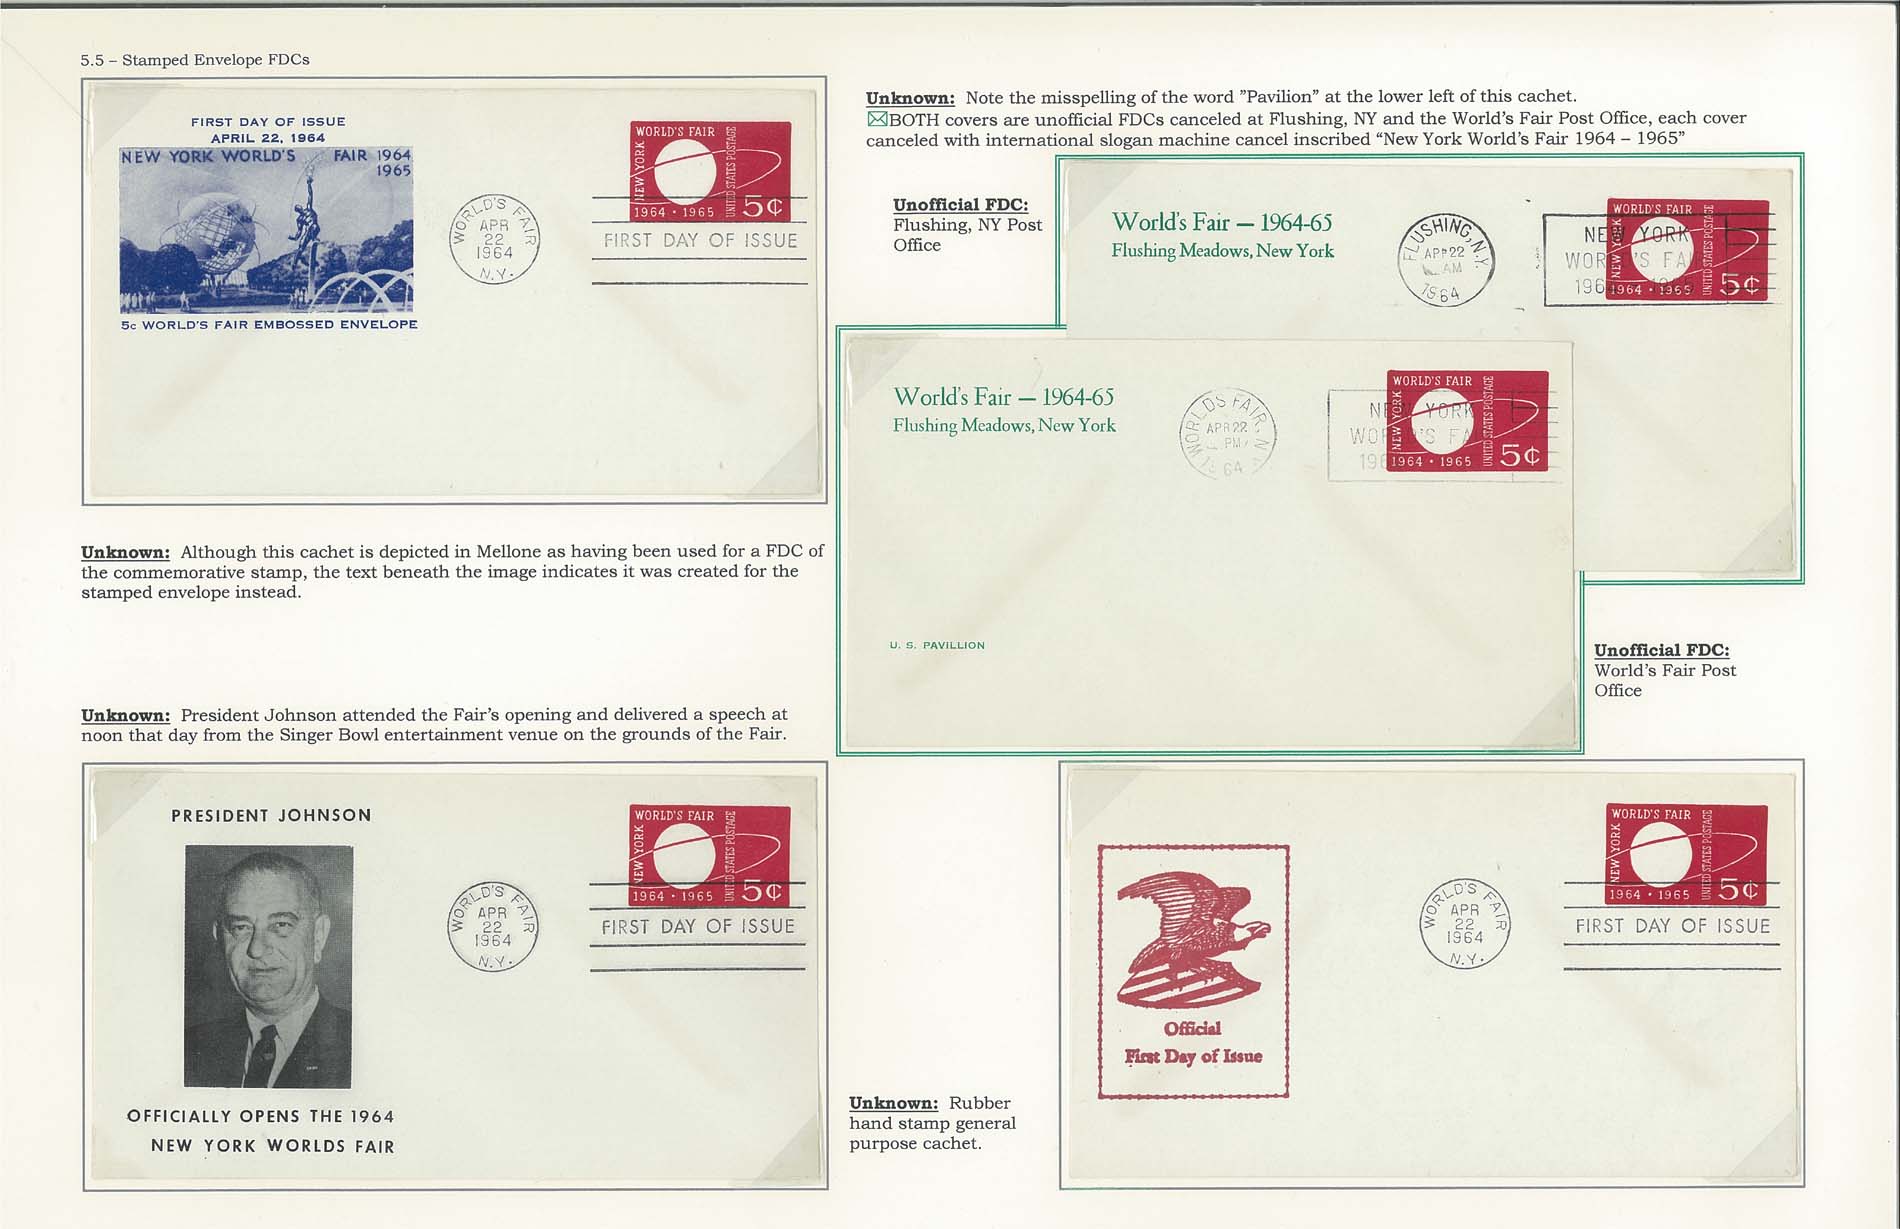 5.5 – Stamped Envelope FDCs
FIRST DAY OF ISSUE
APRIL 22, 1964
NEW YORK WORLD'S FAIR 1964
1965
5c WORLD'S FAIR EMBOSSED ENVELOPE
WORLD'S FAIR
APR
22
1964
N.Y.
WORLD'S FAIR
NEW YORK
UNITED STATES POSTAGE
1964 · 1965
5¢
FIRST DAY OF ISSUE
Unknown: Note the misspelling of the word ”Pavilion” at the lower left of this cachet.
BOTH covers are unofficial FDCs canceled at Flushing, NY and the World’s Fair Post Office, each cover
canceled with international slogan machine cancel inscribed “New York World’s Fair 1964 – 1965”
Unofficial FDC:
Flushing, NY Post
Office
World's Fair — 1964-65
Flushing Meadows, New York
FLUSHING, N.Y.
APR 22
AM
1964
NEW YORK
WORLD'S FA
196
WORLD'S FAIR
NEW YORK
UNITED STATES POSTAGE
1964 · 1965
5¢
World's Fair — 1964-65
Flushing Meadows, New York
WORLDS FAIR, N.Y.
APR 22
PM
64
NEW YORK
WORLD'S FA
196
WORLD'S FAIR
NEW YORK
UNITED STATES POSTAGE
1964 · 1965
5¢
U. S. PAVILLION
Unofficial FDC:
World’s Fair Post
Office
Unknown: Although this cachet is depicted in Mellone as having been used for a FDC of
the commemorative stamp, the text beneath the image indicates it was created for the
stamped envelope instead.
Unknown: President Johnson attended the Fair’s opening and delivered a speech at
noon that day from the Singer Bowl entertainment venue on the grounds of the Fair.
PRESIDENT JOHNSON
OFFICIALLY OPENS THE 1964
NEW YORK WORLDS FAIR
WORLD'S FAIR
APR
22
1964
N.Y.
WORLD'S FAIR
NEW YORK
UNITED STATES POSTAGE
1964 · 1965
5¢
FIRST DAY OF ISSUE
Unknown: Rubber
hand stamp general
purpose cachet.
Official
First Day of Issue
WORLD'S FAIR
APR
22
1964
N.Y.
WORLD'S FAIR
NEW YORK
UNITED STATES POSTAGE
1964 · 1965
5¢
FIRST DAY OF ISSUE